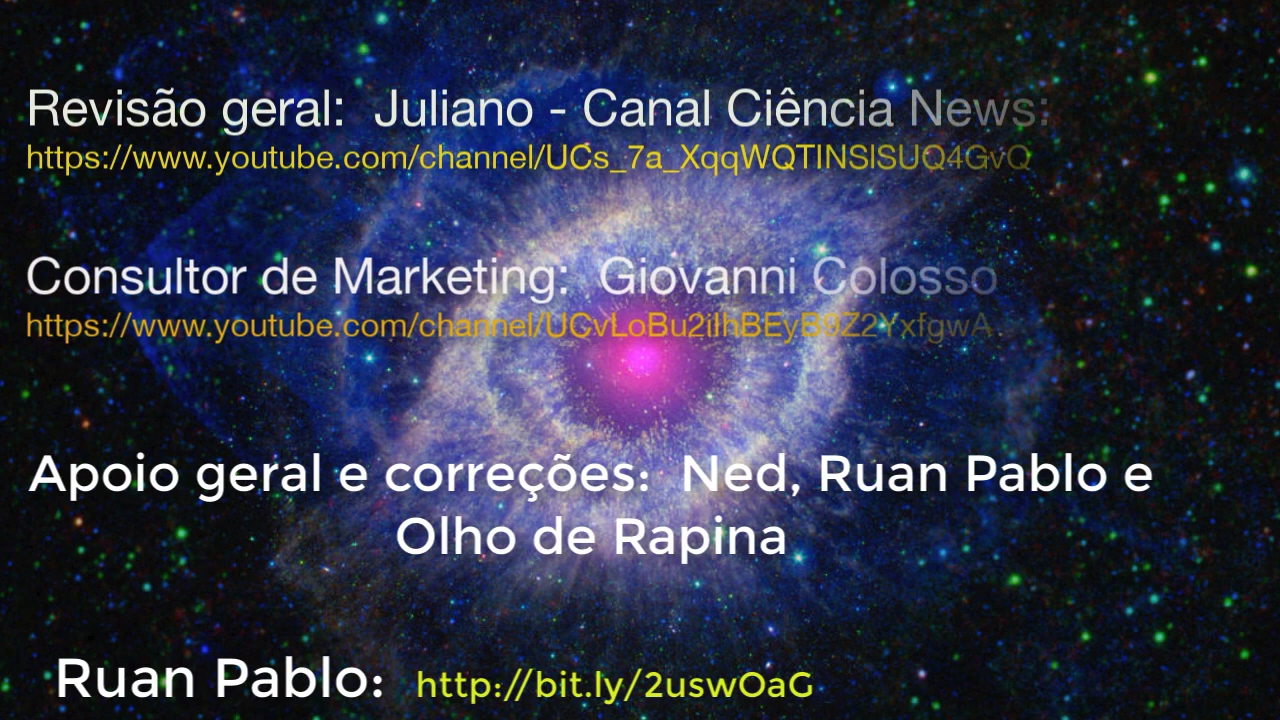 Revisão geral:  Juliano - Canal Ciência News:
https://www.youtube.com/channel/UCs_7a_XqqWQTINSlSUQ4GvQ
Consultor de Marketing:  Giovanni Colosso
https://www.youtube.com/channel/UCvLoBu2iIhBEyB9Z2YxfgwA
Apoio geral e correções:  Ned, Ruan Pablo e
Olho de Rapina
Ruan Pablo:  http://bit.ly/2uswOaG